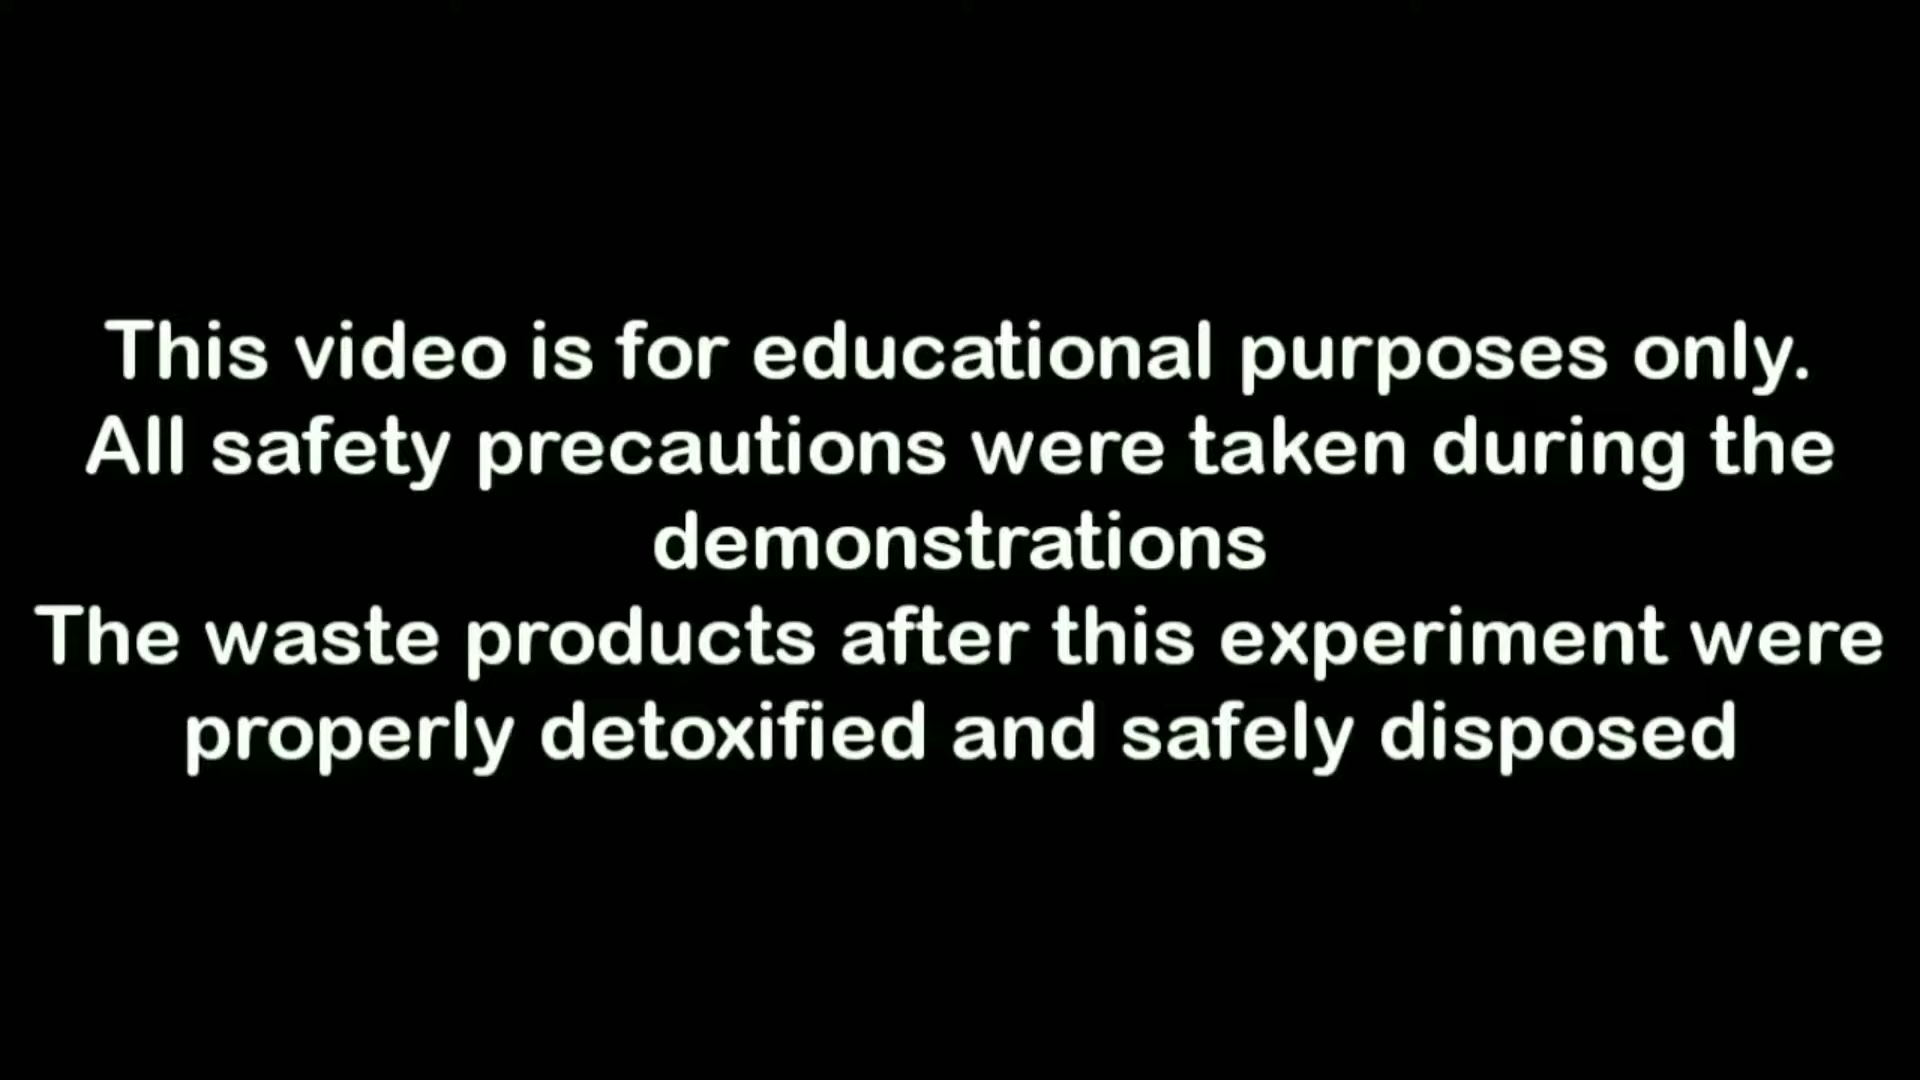 This video is for educational purposes only.
All safety precautions were taken during the
demonstrations
The waste products after this experiment were
properly detoxified and safely disposed